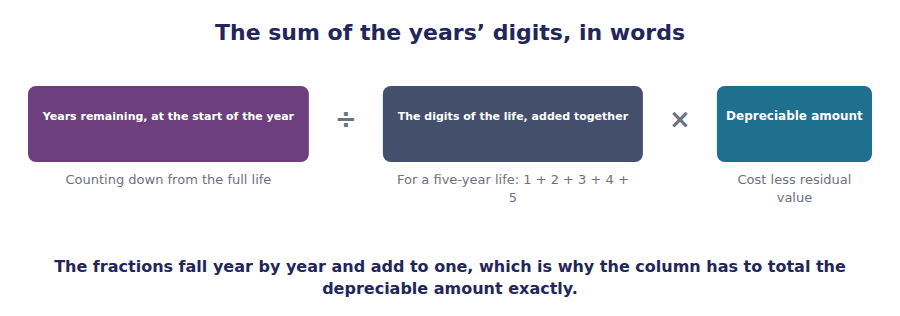 The sum of the years’ digits, in words
Years remaining, at the start of the year
÷
The digits of the life, added together
×
Depreciable amount
Counting down from the full life
For a five-year life: 1 + 2 + 3 + 4 +
5
Cost less residual
value
The fractions fall year by year and add to one, which is why the column has to total the
depreciable amount exactly.